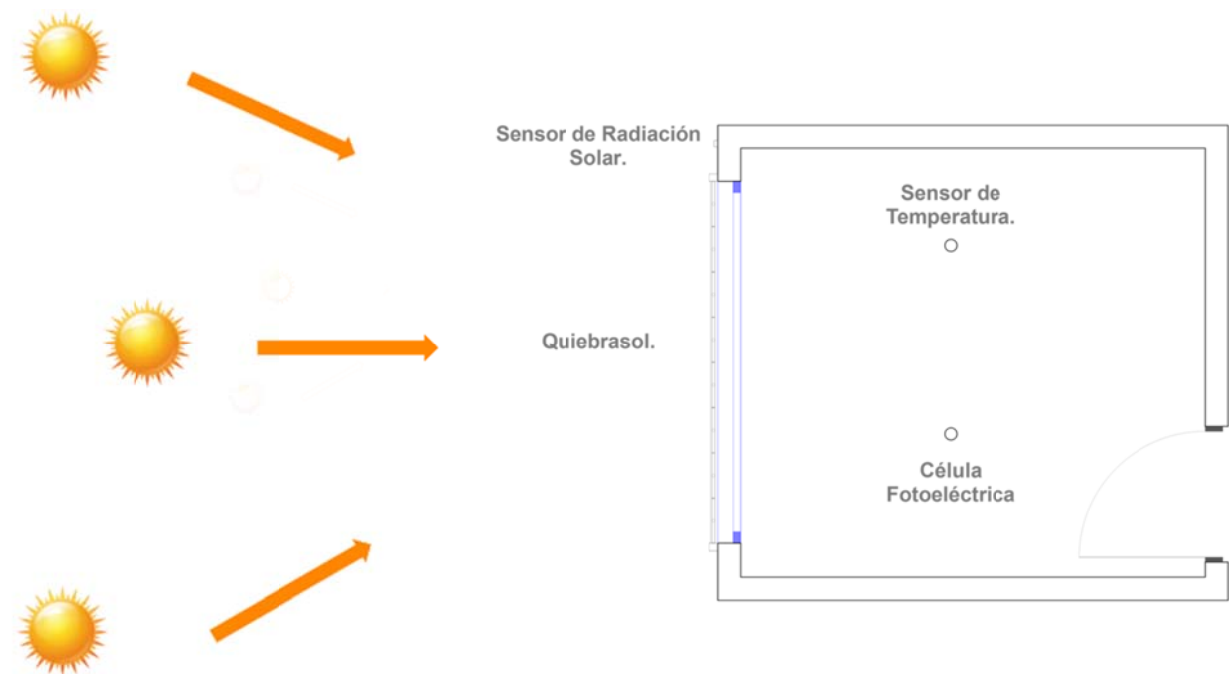 Sensor de Radiación
Solar.
Sensor de
Temperatura.
Quiebrasol.
Célula
Fotoeléctrica